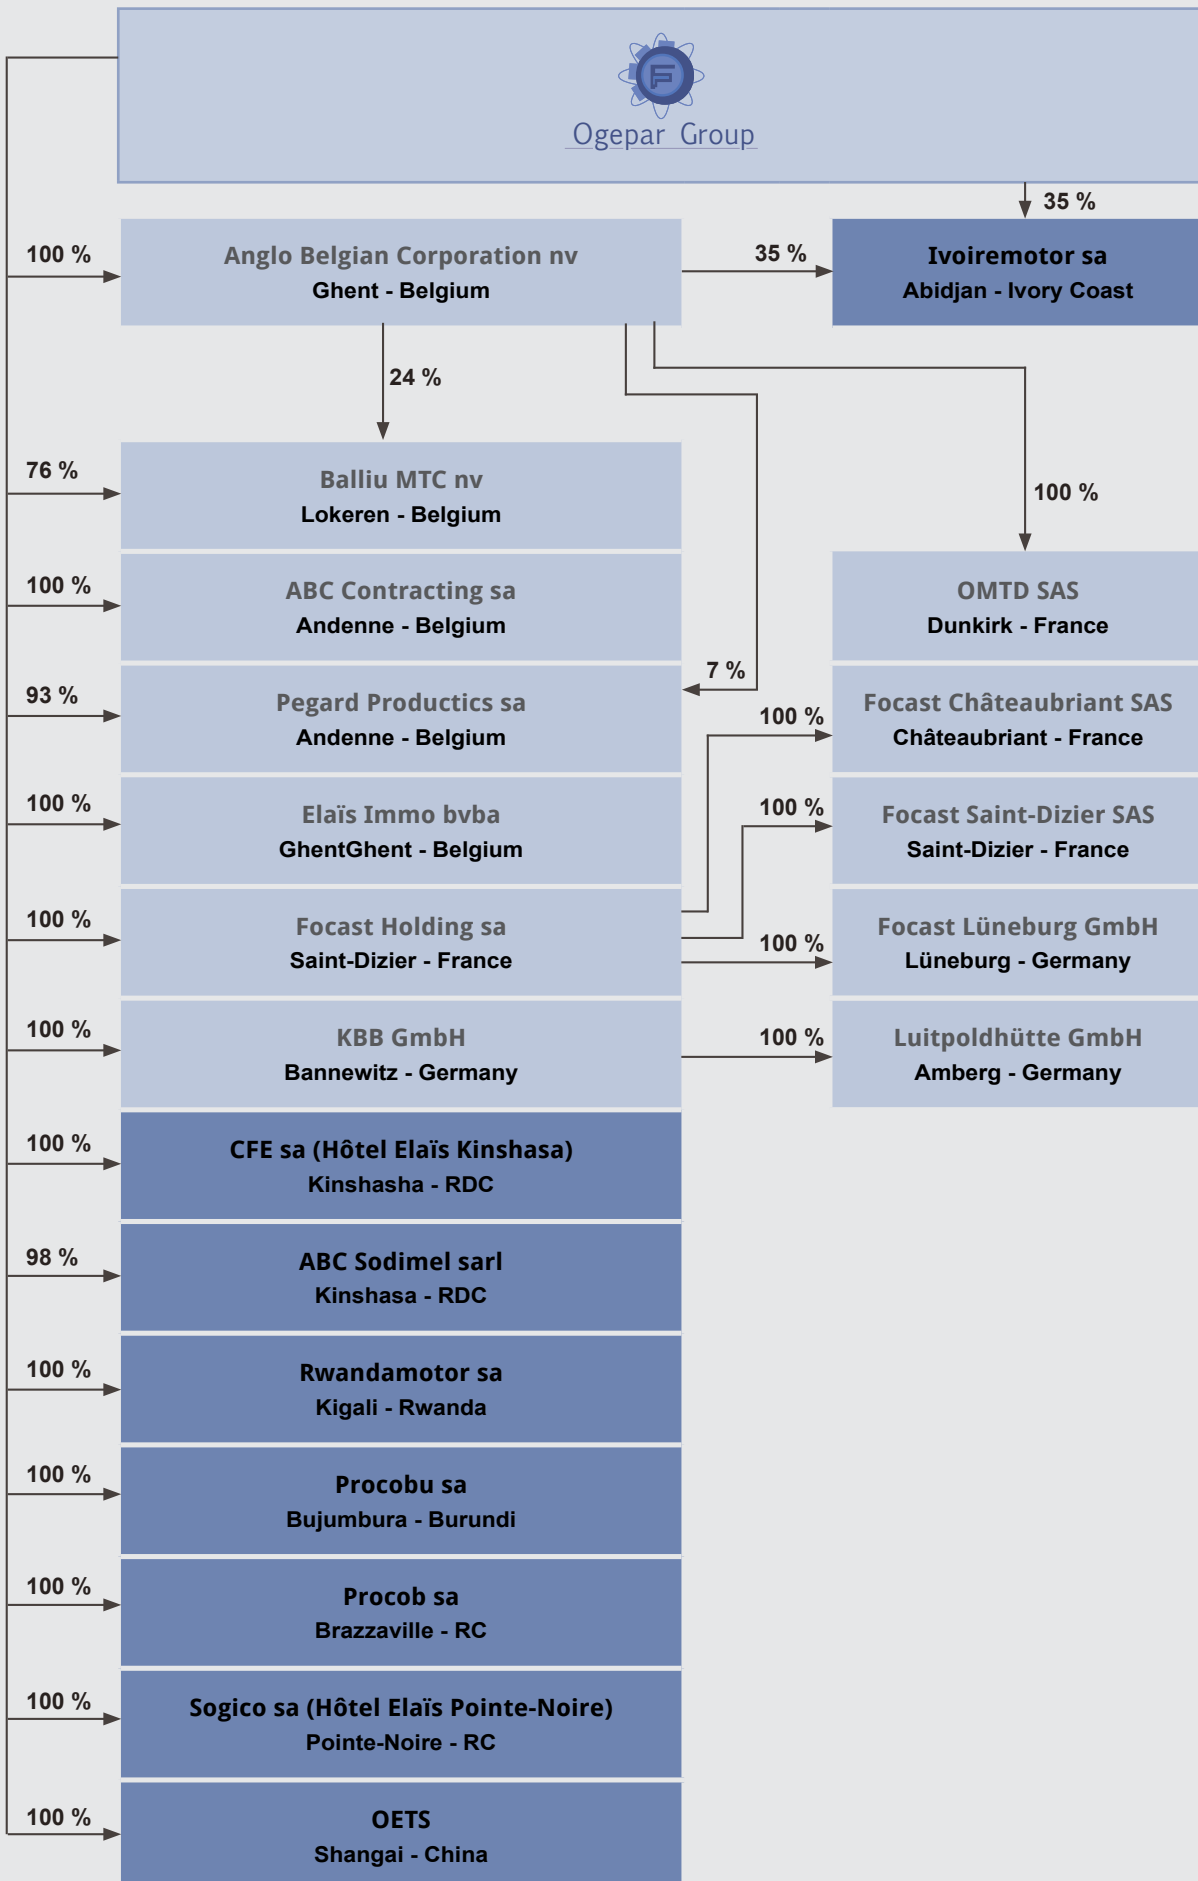 Ogepar Group
35 %
100 %
Anglo Belgian Corporation nv
Ghent - Belgium
35 %
Ivoiremotor sa
Abidjan - Ivory Coast
24 %
76 %
Balliu MTC nv
Lokeren - Belgium
100 %
100 %
ABC Contracting sa
Andenne - Belgium
OMTD SAS
Dunkirk - France
93 %
Pegard Productics sa
Andenne - Belgium
7 %
100 %
Focast Châteaubriant SAS
Châteaubriant - France
100 %
Elaïs Immo bvba
GhentGhent - Belgium
100 %
Focast Saint-Dizier SAS
Saint-Dizier - France
100 %
Focast Holding sa
Saint-Dizier - France
100 %
Focast Lüneburg GmbH
Lüneburg - Germany
100 %
KBB GmbH
Bannewitz - Germany
100 %
Luitpoldhütte GmbH
Amberg - Germany
100 %
CFE sa (Hôtel Elaïs Kinshasa)
Kinshasha - RDC
98 %
ABC Sodimel sarl
Kinshasa - RDC
100 %
Rwandamotor sa
Kigali - Rwanda
100 %
Procobu sa
Bujumbura - Burundi
100 %
Procob sa
Brazzaville - RC
100 %
Sogico sa (Hôtel Elaïs Pointe-Noire)
Pointe-Noire - RC
100 %
OETS
Shangai - China